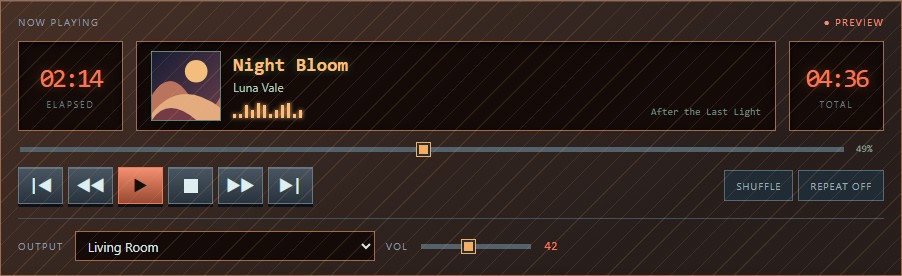 NOW PLAYING
● PREVIEW
02:14
ELAPSED
Night Bloom
Luna Vale
After the Last Light
04:36
TOTAL
49%
SHUFFLE
REPEAT OFF
OUTPUT
Living Room
VOL
42